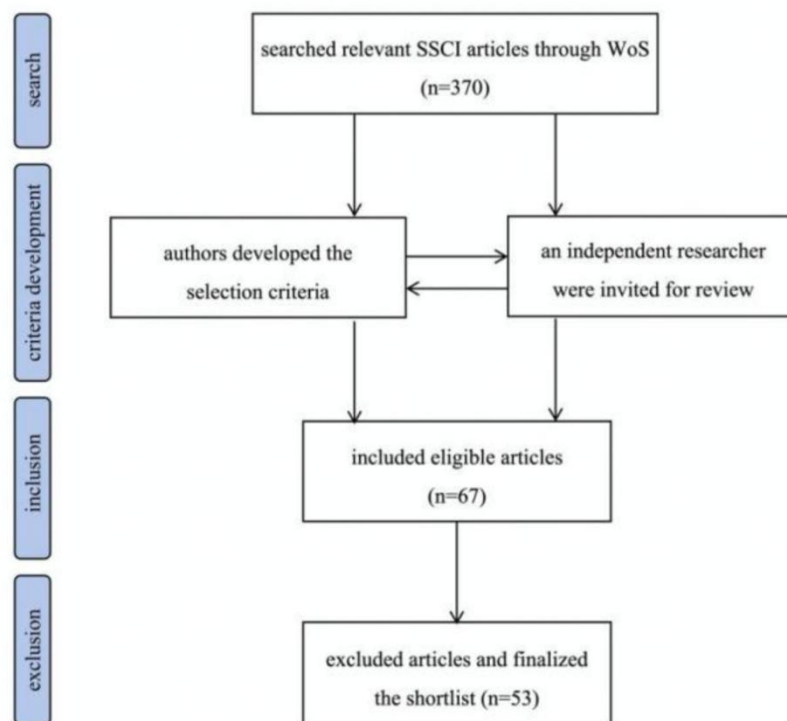 search
searched relevant SSCI articles through WoS
(n=370)
criteria development
authors developed the
selection criteria
an independent researcher
were invited for review
inclusion
included eligible articles
(n=67)
exclusion
excluded articles and finalized
the shortlist (n=53)